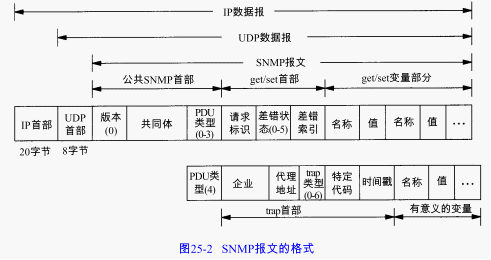 IP数据报
UDP数据报
SNMP报文
公共SNMP首部 get/set首部 get/set变量部分
IP首部 UDP首部 版本(0) 共同体 PDU类型(0-3) 请求标识 差错状态(0-5) 差错索引 名称 值 名称 值 …
20字节 8字节
PDU类型(4) 企业 代理地址 trap类型(0-6) 特定代码 时间戳 名称 值 …
trap首部 有意义的变量
图25-2 SNMP报文的格式